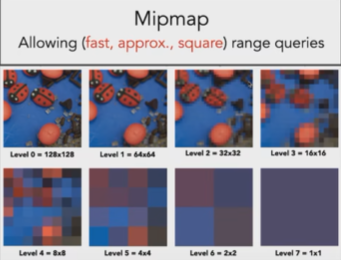 Mipmap
Allowing (fast, approx., square) range queries
Level 0 = 128x128
Level 1 = 64x64
Level 2 = 32x32
Level 3 = 16x16
Level 4 = 8x8
Level 5 = 4x4
Level 6 = 2x2
Level 7 = 1x1